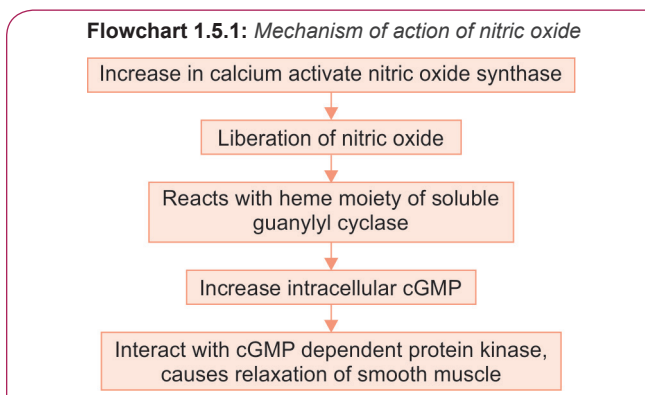 Flowchart 1.5.1: Mechanism of action of nitric oxide
Increase in calcium activate nitric oxide synthase
Liberation of nitric oxide
Reacts with heme moiety of soluble
guanylyl cyclase
Increase intracellular cGMP
Interact with cGMP dependent protein kinase,
causes relaxation of smooth muscle